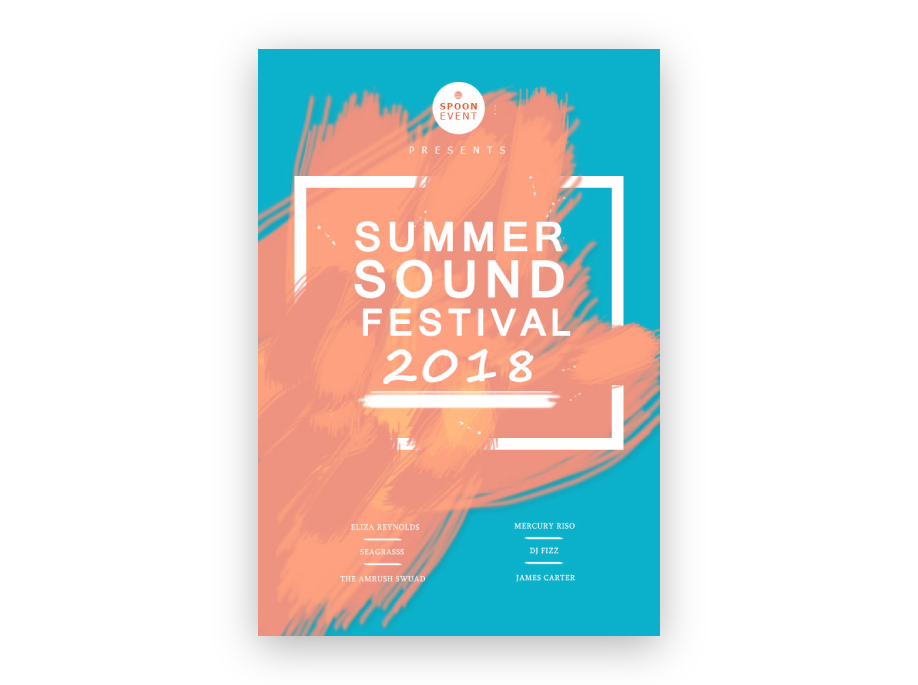 SPOON
EVENT
PRESENTS
SUMMER
SOUND
FESTIVAL
2018
ELIZA REYNOLDS
SEAGRASSS
THE AMRUSH SWUAD
MERCURY RISO
DJ FIZZ
JAMES CARTER